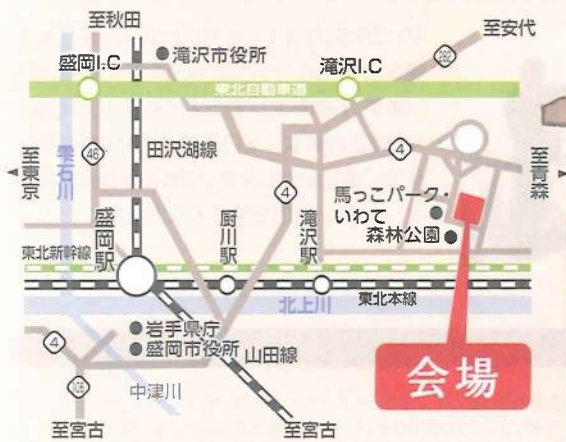 至秋田
至安代
盛岡I.C
滝沢市役所
滝沢I.C
282
東北自動車道
46
田沢湖線
4
4
至東京
雫石川
至青森
馬っこパーク・
いわて
盛岡駅
厨川駅
滝沢駅
森林公園
東北新幹線
東北本線
北上川
岩手県庁
4
盛岡市役所
山田線
会場
106
中津川
至宮古
至宮古